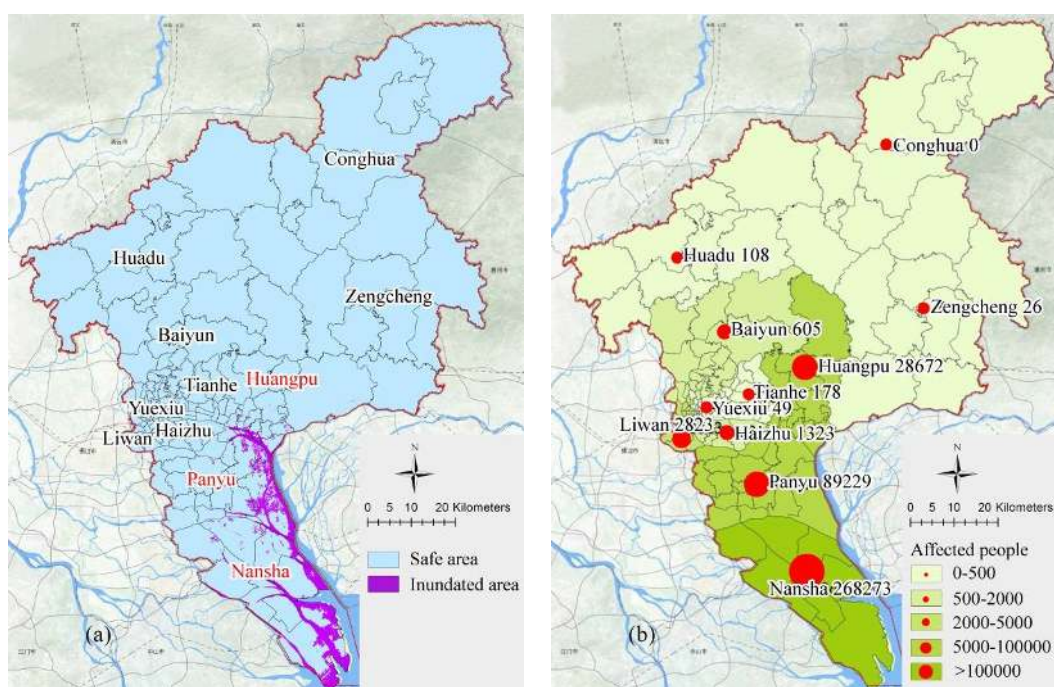 Conghua
Huadu
Zengcheng
Baiyun
Tianhe
Huangpu
Yuexiu
Haizhu
Liwan
Panyu
Nansha
0 5 10 20 Kilometers
Safe area
Inundated area
(a)
Conghua 0
Huadu 108
Zengcheng 26
Baiyun 605
Huangpu 28672
Tianhe 178
Yuexiu 49
Liwan 2823
Haizhu 1323
Panyu 89229
Nansha 268273
0 5 10 20 Kilometers
Affected people
0-500
500-2000
2000-5000
5000-100000
>100000
(b)